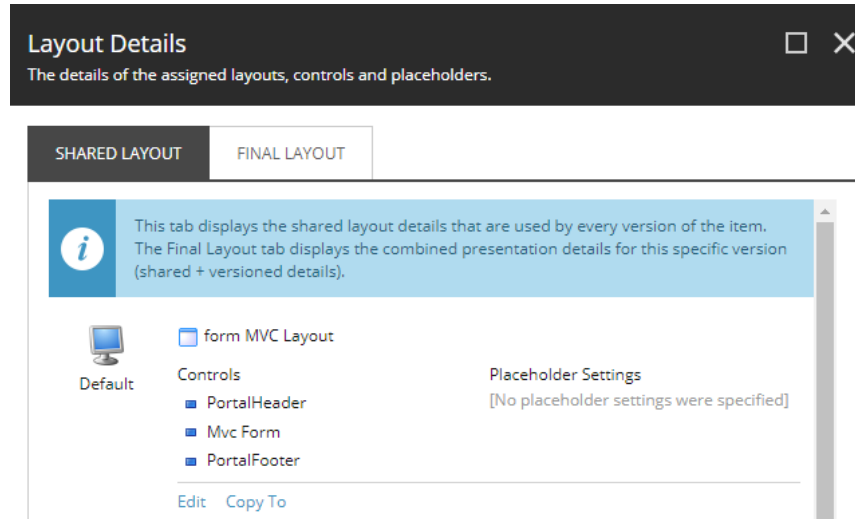 Layout Details
The details of the assigned layouts, controls and placeholders.
SHARED LAYOUT
FINAL LAYOUT
This tab displays the shared layout details that are used by every version of the item.
The Final Layout tab displays the combined presentation details for this specific version
(shared + versioned details).
Default
form MVC Layout
Controls
PortalHeader
Mvc Form
PortalFooter
Placeholder Settings
[No placeholder settings were specified]
Edit Copy To